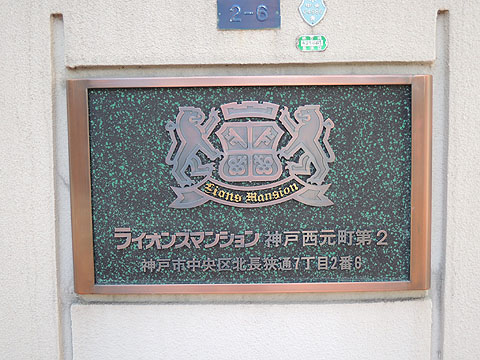 2-6
Lions Mansion
ライオンズマンション 神戸西元町第2
神戸市中央区北長狭通7丁目2番6